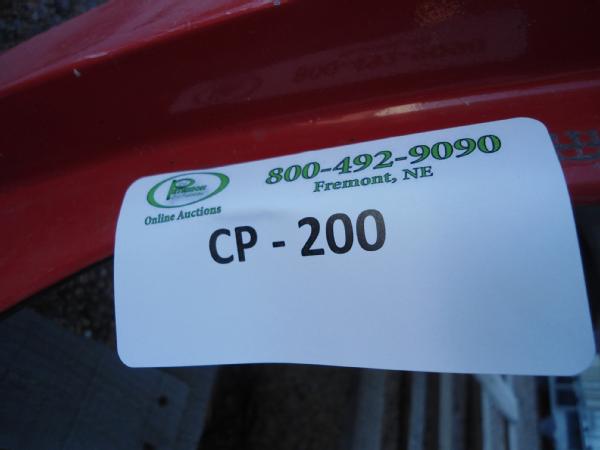 800-492-9090
Fremont, NE
Online Auctions
CP - 200